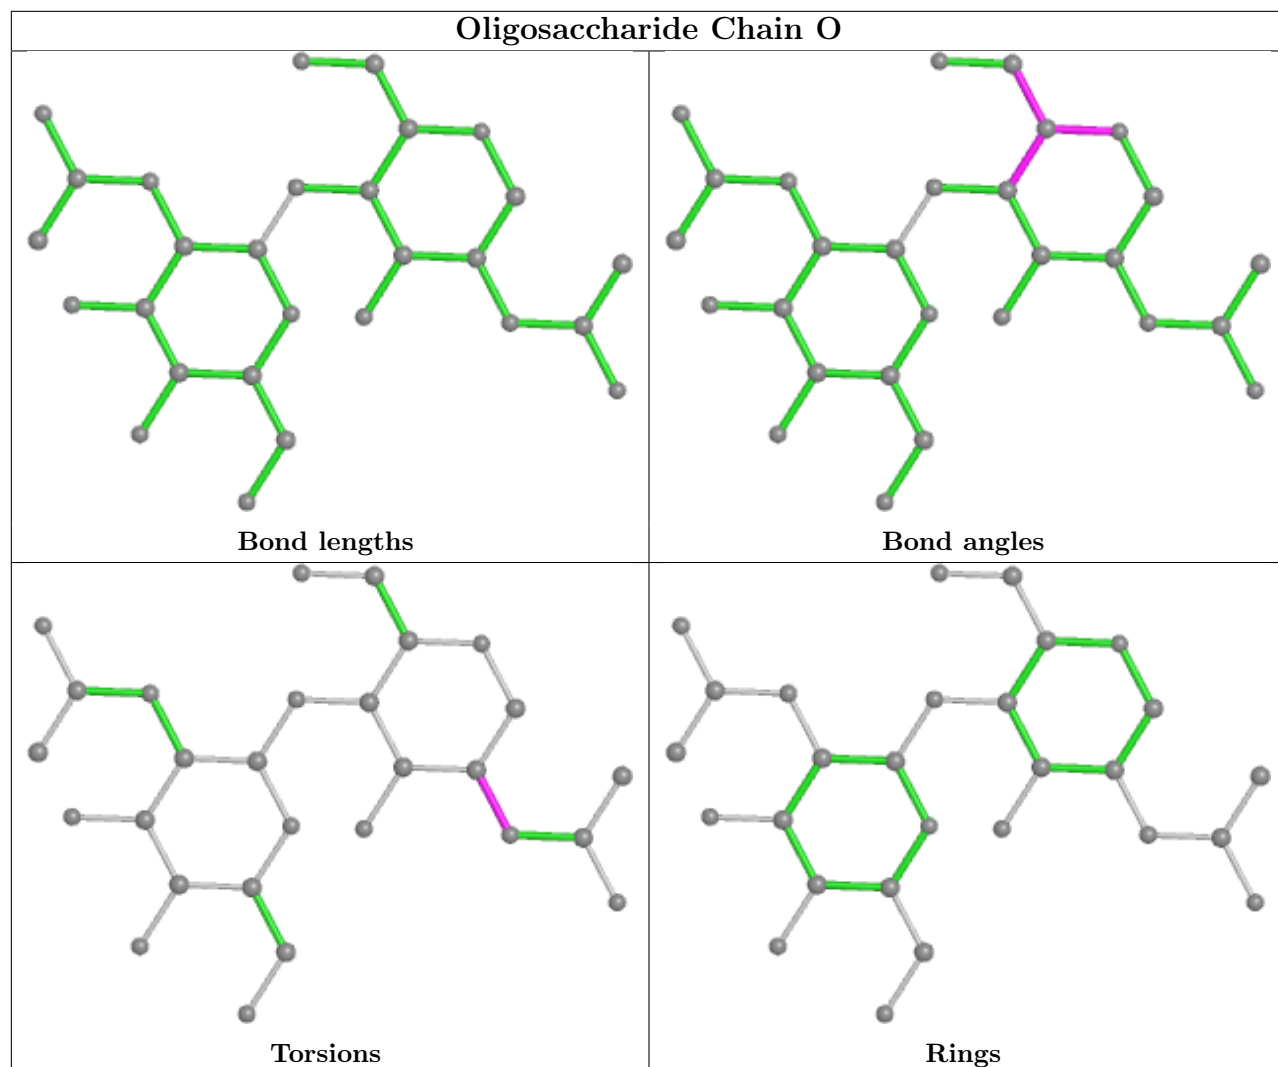 Oligosaccharide Chain O
Bond lengths
Bond angles
Torsions
Rings